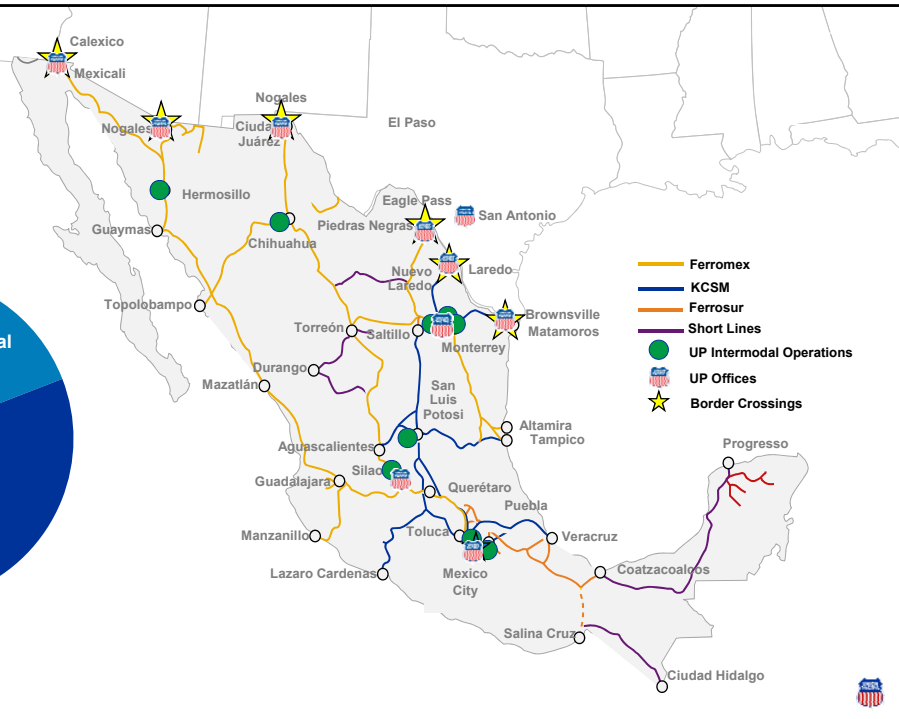 Calexico
Mexicali
Nogales
Nogales
Ciuda
Juárez
El Paso
Hermosillo
Guaymas
Chihuahua
Eagle Pass
San Antonio
Piedras Negras
Nuevo
Laredo
Laredo
Topolobampo
Torreón
Saltillo
Monterrey
Brownsville
Matamoros
Durango
Mazatlán
San
Luis
Potosi
Altamira
Tampico
Aguascalientes
Silao
Guadalajara
Querétaro
Puebla
Progresso
Manzanillo
Toluca
Veracruz
Lazaro Cardenas
Mexico
City
Coatzacoalcos
Salina Cruz
Ciudad Hidalgo
Ferromex
KCSM
Ferrosur
Short Lines
UP Intermodal Operations
UP Offices
Border Crossings
al